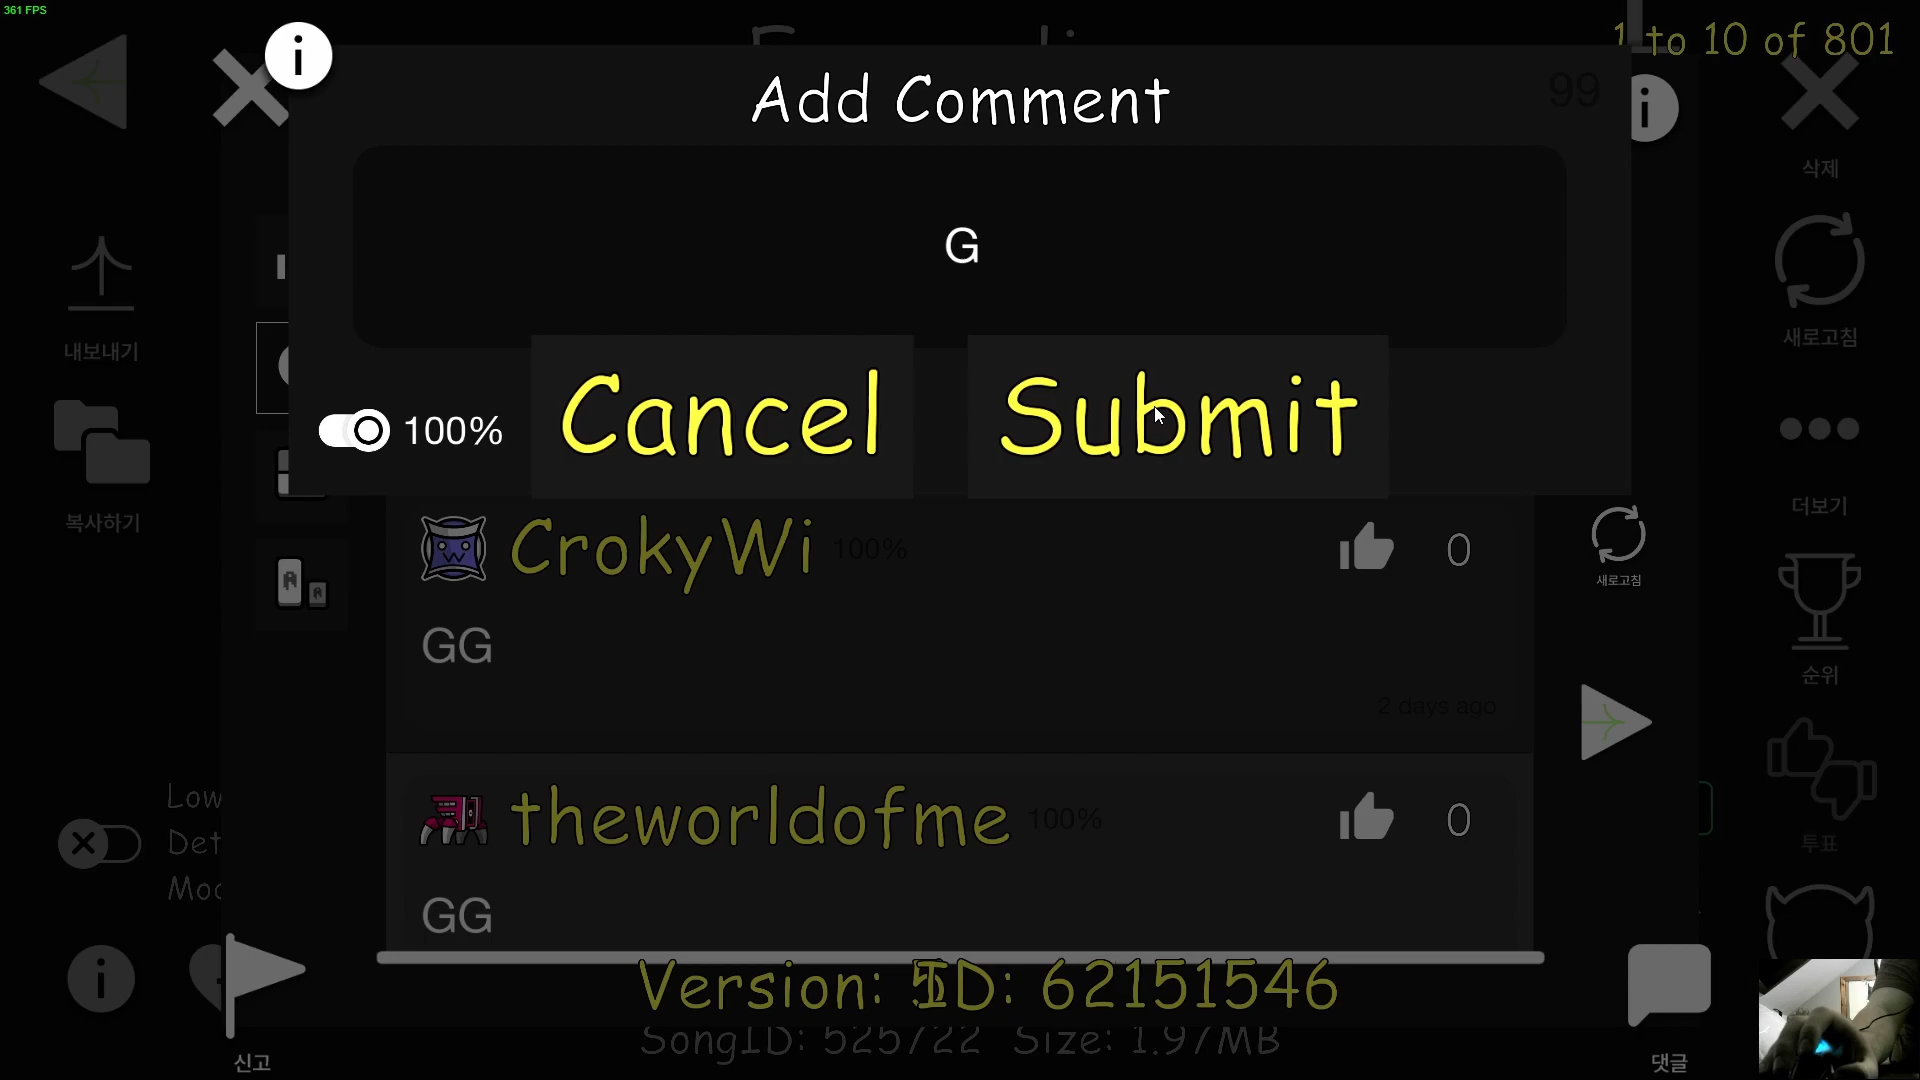 361 FPS
1 to 10 of 801
Add Comment
99
삭제
G
내보내기
새로고침
100%
Cancel
Submit
복사하기
더보기
CrokyWi 100% 0
새로고침
GG
순위
2 days ago
Low
Det
Mod
theworldofme 100% 0
투표
GG
Version: ID: 62151546
SongID: 525722 Size: 1.97MB
신고
댓글